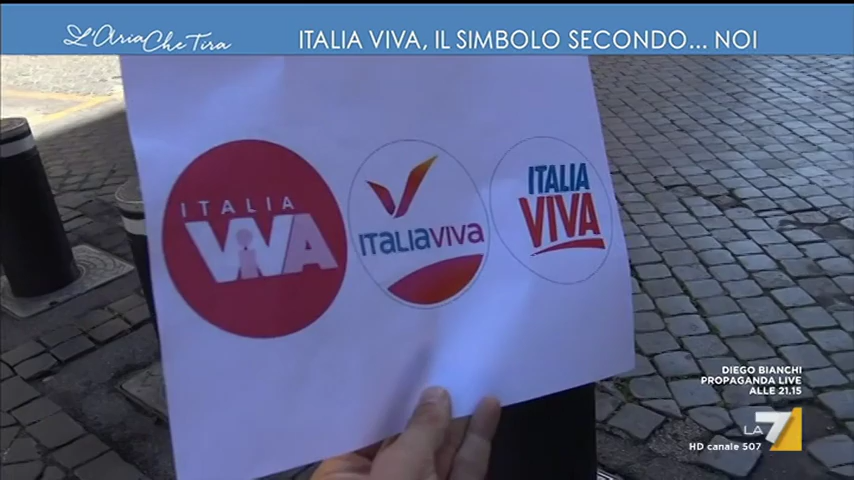 L'Aria Che Tira
ITALIA VIVA, IL SIMBOLO SECONDO... NOI
ITALIA
VIVA
ITALIAVIVA
ITALIA
VIVA
DIEGO BIANCHI
PROPAGANDA LIVE
ALLE 21.15
LA7
HD canale 507